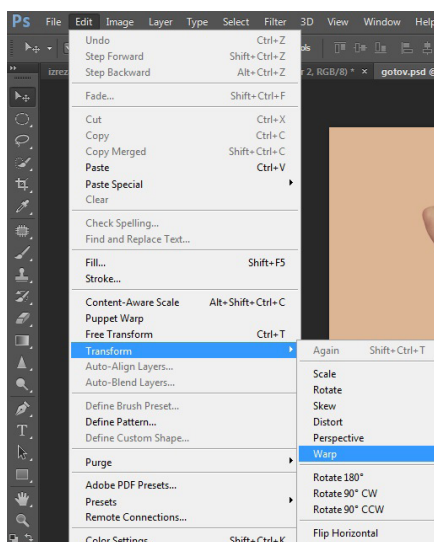 Ps File Edit Image Layer Type Select Filter 3D View Window Help
izrez
r 2, RGB/8) * × gotov.psd @
Undo Ctrl+Z
Step Forward Shift+Ctrl+Z
Step Backward Alt+Ctrl+Z
Fade... Shift+Ctrl+F
Cut Ctrl+X
Copy Ctrl+C
Copy Merged Shift+Ctrl+C
Paste Ctrl+V
Paste Special
Clear
Check Spelling...
Find and Replace Text...
Fill... Shift+F5
Stroke...
Content-Aware Scale Alt+Shift+Ctrl+C
Puppet Warp
Free Transform Ctrl+T
Transform
Auto-Align Layers...
Auto-Blend Layers...
Define Brush Preset...
Define Pattern...
Define Custom Shape...
Purge
Adobe PDF Presets...
Presets
Remote Connections...
Color Settings... Shift+Ctrl+K
Again Shift+Ctrl+T
Scale
Rotate
Skew
Distort
Perspective
Warp
Rotate 180°
Rotate 90° CW
Rotate 90° CCW
Flip Horizontal